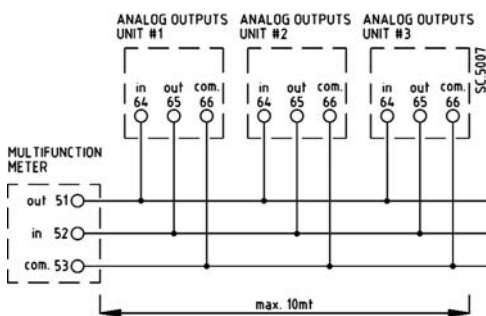 ANALOG OUTPUTS
UNIT #1
ANALOG OUTPUTS
UNIT #2
ANALOG OUTPUTS
UNIT #3
SC.5007
in out com.
64 65 66
in out com.
64 65 66
in out com.
64 65 66
MULTIFUNCTION
METER
out 51
in 52
com. 53
max. 10mt